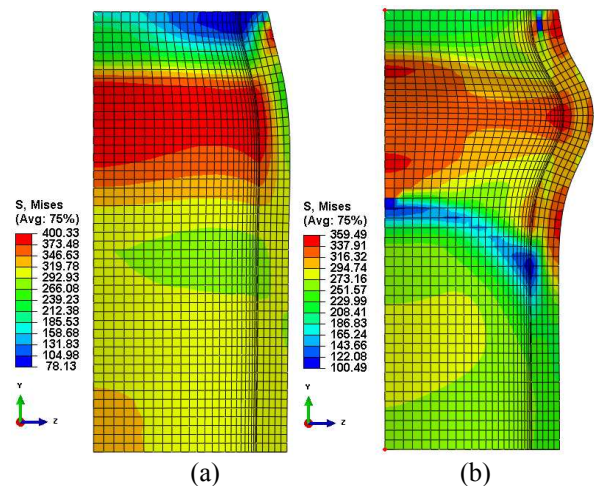 S, Mises
(Avg: 75%)
400.33
373.48
346.63
319.78
292.93
266.08
239.23
212.38
185.53
158.68
131.83
104.98
78.13
Y
Z
(a)
S, Mises
(Avg: 75%)
359.49
337.91
316.32
294.74
273.16
251.57
229.99
208.41
186.83
165.24
143.66
122.08
100.49
Y
Z
(b)